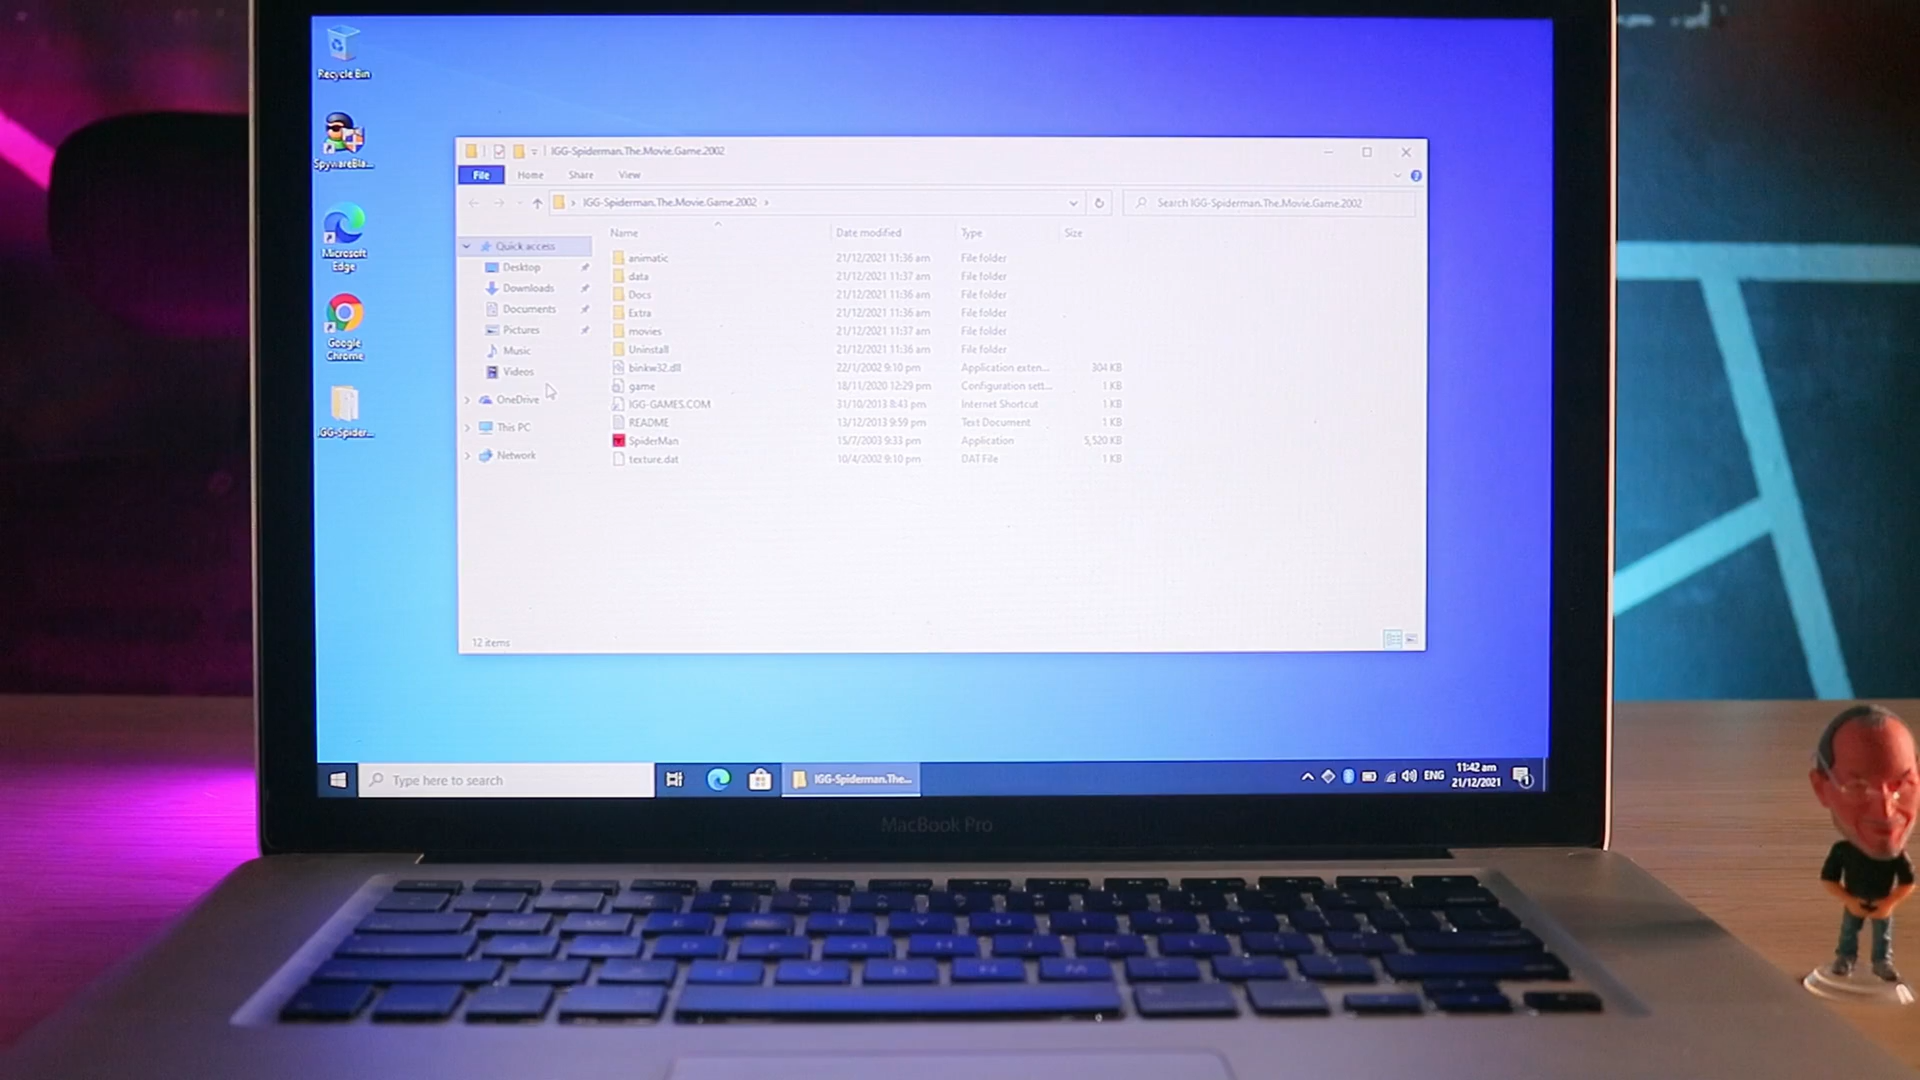 Recycle Bin
SpywareBla...
Microsoft
Edge
Google
Chrome
IGG-Spider...
IGG-Spiderman.The.Movie.Game.2002
File Home Share View
IGG-Spiderman.The.Movie.Game.2002
Search IGG-Spiderman.The.Movie.Game.2002
Quick access
Desktop
Downloads
Documents
Pictures
Music
Videos
OneDrive
This PC
Network
Name Date modified Type Size
animatic 21/12/2021 11:36 am File folder
data 21/12/2021 11:37 am File folder
Docs 21/12/2021 11:36 am File folder
Extra 21/12/2021 11:36 am File folder
movies 21/12/2021 11:37 am File folder
Uninstall 21/12/2021 11:36 am File folder
binkw32.dll 22/1/2002 9:10 pm Application exten... 304 KB
game 18/11/2020 12:29 pm Configuration sett... 1 KB
IGG-GAMES.COM 31/10/2013 8:43 pm Internet Shortcut 1 KB
README 13/12/2013 9:59 pm Text Document 1 KB
SpiderMan 15/7/2003 9:33 pm Application 5,520 KB
texture.dat 10/4/2002 9:10 pm DAT File 1 KB
12 items
Type here to search
IGG-Spiderman.The...
ENG
11:42 am
21/12/2021
MacBook Pro